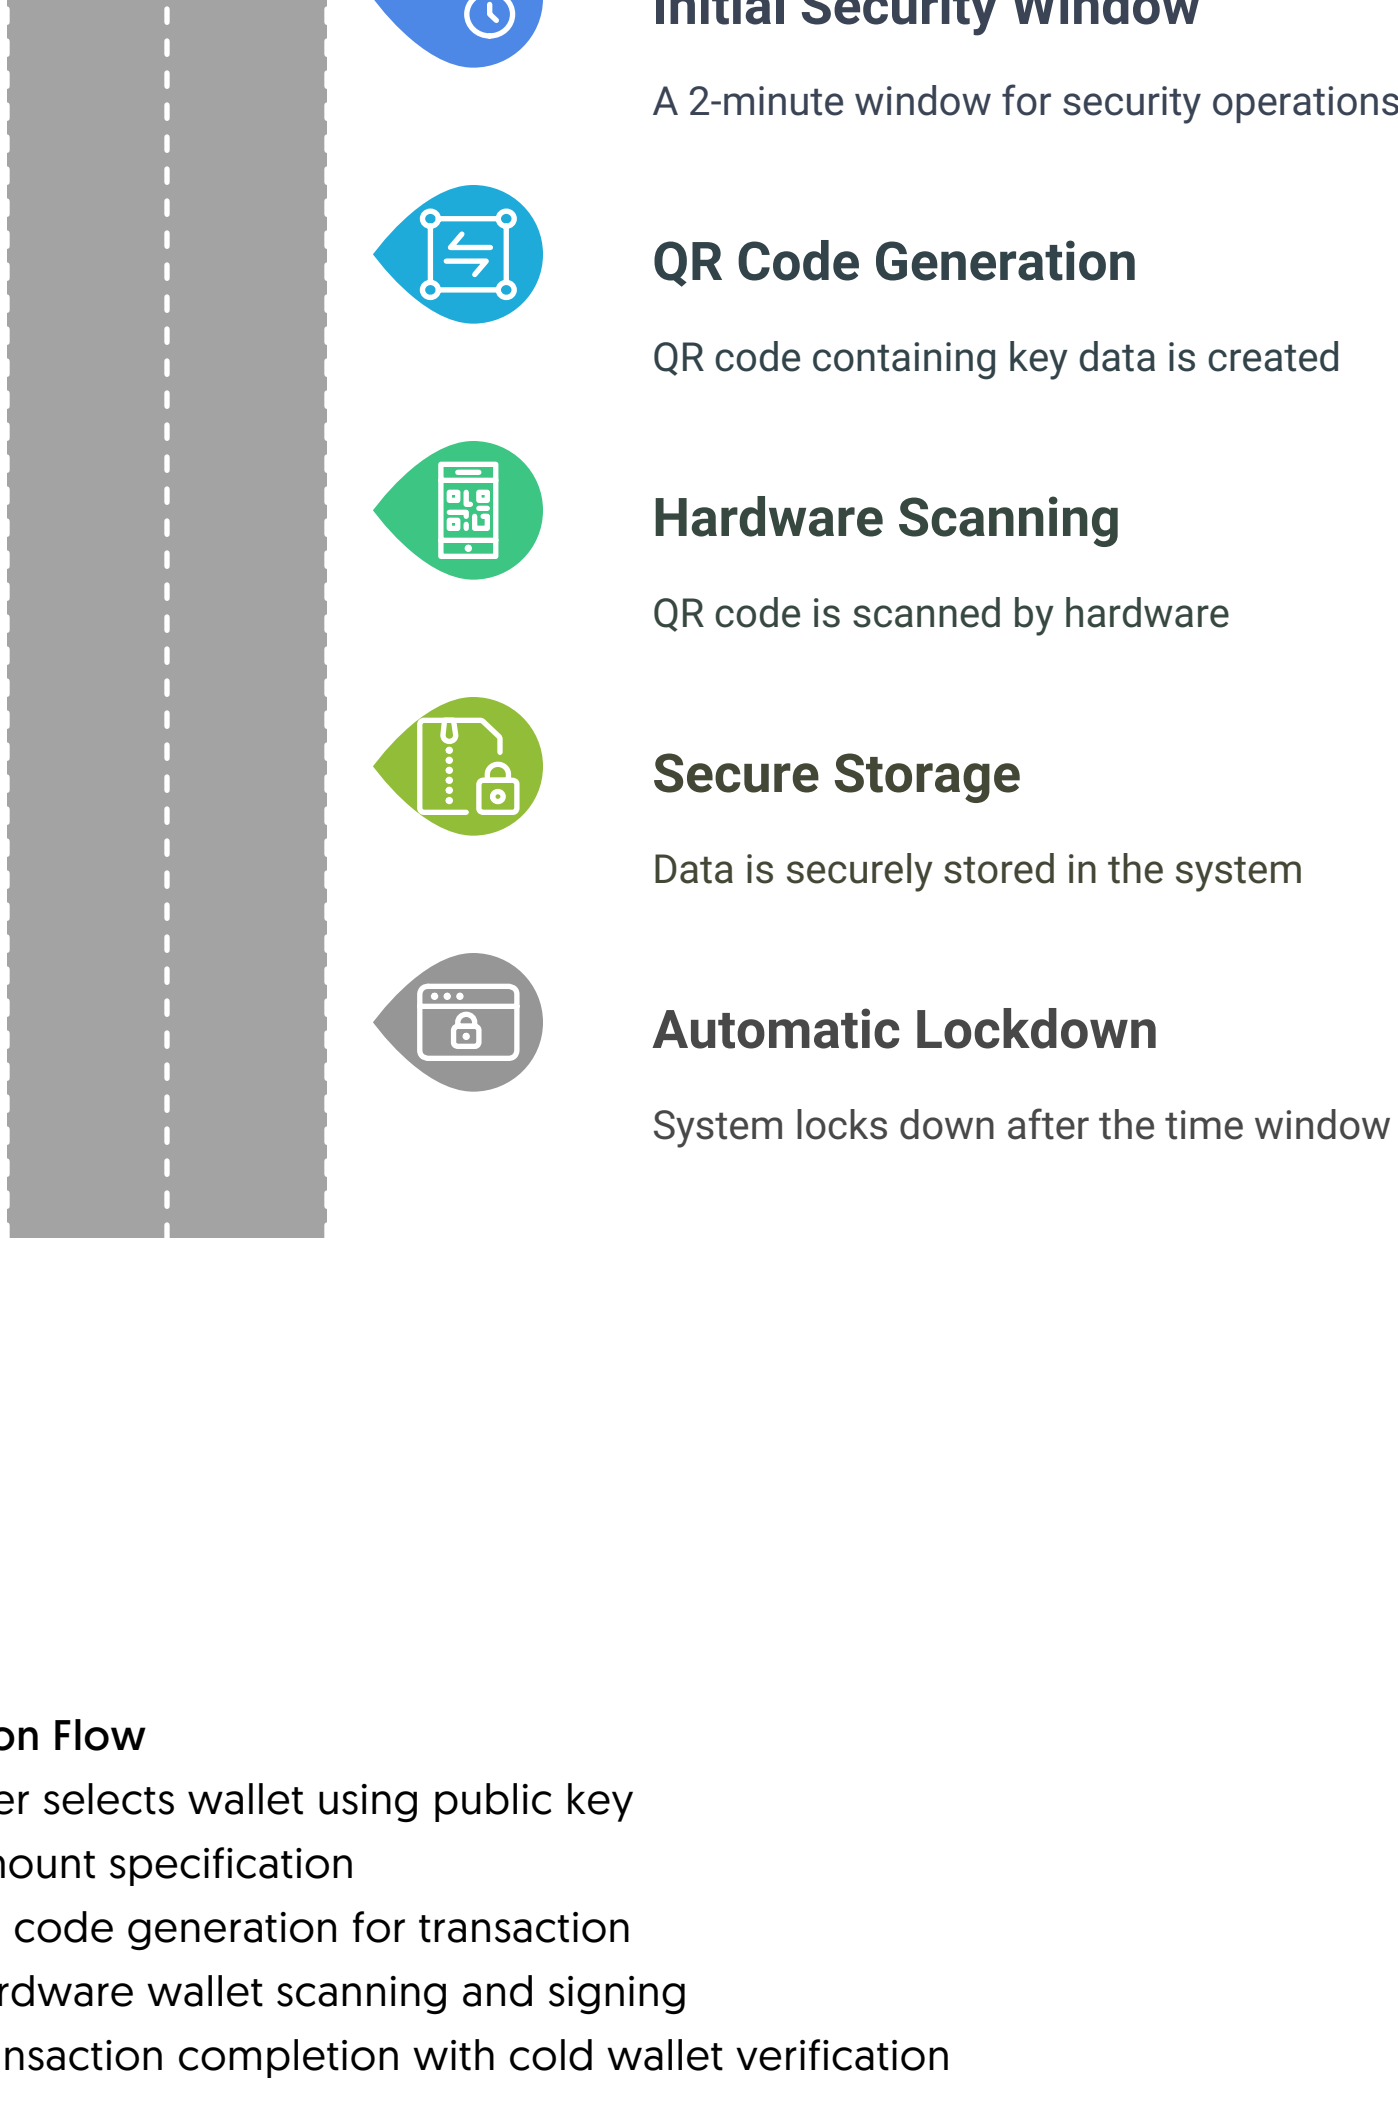 Initial Security Window
A 2-minute window for security operations
QR Code Generation
QR code containing key data is created
Hardware Scanning
QR code is scanned by hardware
Secure Storage
Data is securely stored in the system
Automatic Lockdown
System locks down after the time window
on Flow
er selects wallet using public key
ount specification
code generation for transaction
rdware wallet scanning and signing
nsaction completion with cold wallet verification